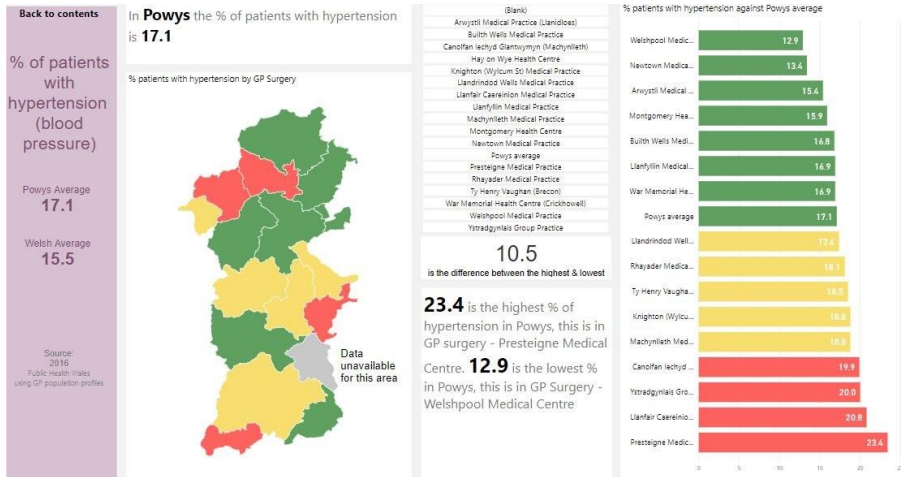 Back to contents
% of patients
with
hypertension
(blood
pressure)
Powys Average
17.1
Welsh Average
15.5
Source:
2016
Public Health Wales
using GP population profiles
In Powys the % of patients with hypertension
is 17.1
% patients with hypertension by GP Surgery
Data
unavailable
for this area
(Blank)
Arwystli Medical Practice (Llanidloes)
Builth Wells Medical Practice
Canolfan Iechyd Glantwymyn (Machynlleth)
Hay on Wye Health Centre
Knighton (Wylcum St) Medical Practice
Llandrindod Wells Medical Practice
Llanfair Caereinion Medical Practice
Llanfyllin Medical Practice
Machynlleth Medical Practice
Montgomery Health Centre
Newtown Medical Practice
Powys average
Presteigne Medical Practice
Rhayader Medical Practice
Ty Henry Vaughan (Brecon)
War Memorial Health Centre (Crickhowell)
Welshpool Medical Practice
Ystradgynlais Group Practice
10.5
is the difference between the highest & lowest
23.4 is the highest % of
hypertension in Powys, this is in
GP surgery - Presteigne Medical
Centre. 12.9 is the lowest %
in Powys, this is in GP Surgery -
Welshpool Medical Centre
% patients with hypertension against Powys average
Welshpool Medic... 12.9
Newtown Medica... 13.4
Arwystli Medical ... 15.4
Montgomery Hea... 15.9
Builth Wells Medi... 16.8
Llanfyllin Medical... 16.9
War Memorial He... 16.9
Powys average 17.1
Llandrindod Well... 17.4
Rhayader Medica... 18.1
Ty Henry Vaugha... 18.5
Knighton (Wylcu... 18.8
Machynlleth Med... 18.8
Canolfan Iechyd ... 19.9
Ystradgynlais Gro... 20.0
Llanfair Caereinio... 20.8
Presteigne Medic... 23.4
0 5 10 15 20